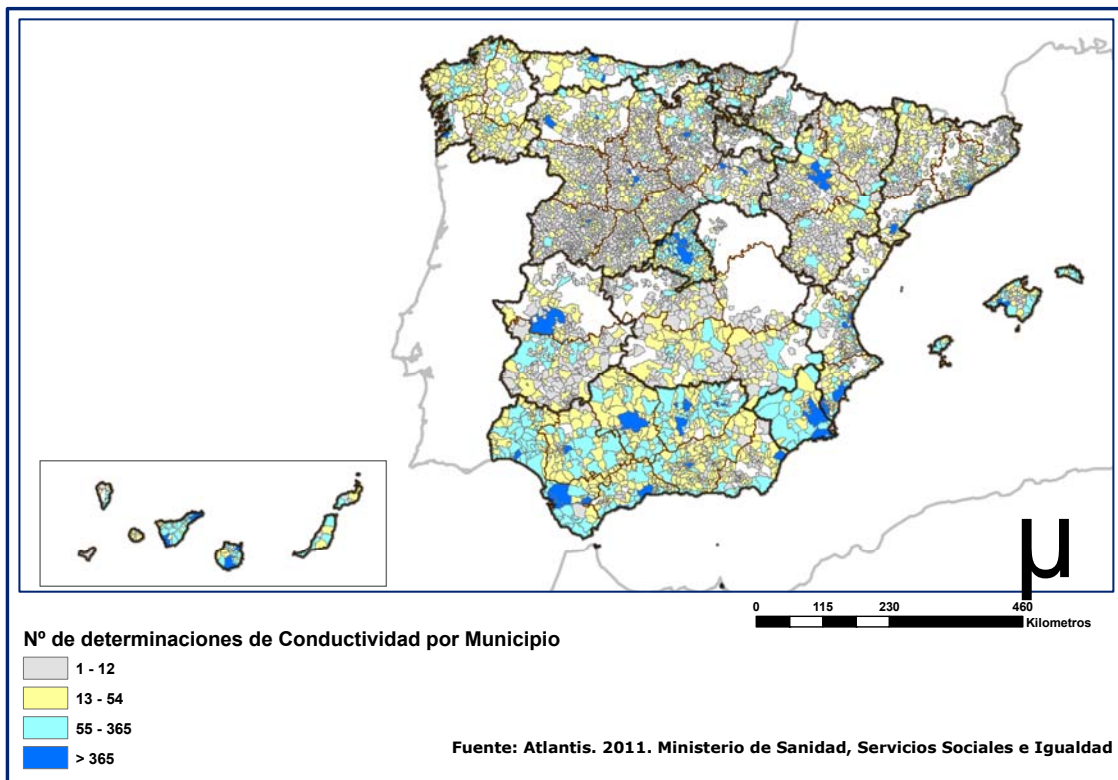 µ
0 115 230 460
Kilometros
Nº de determinaciones de Conductividad por Municipio
1 - 12
13 - 54
55 - 365
> 365
Fuente: Atlantis. 2011. Ministerio de Sanidad, Servicios Sociales e Igualdad